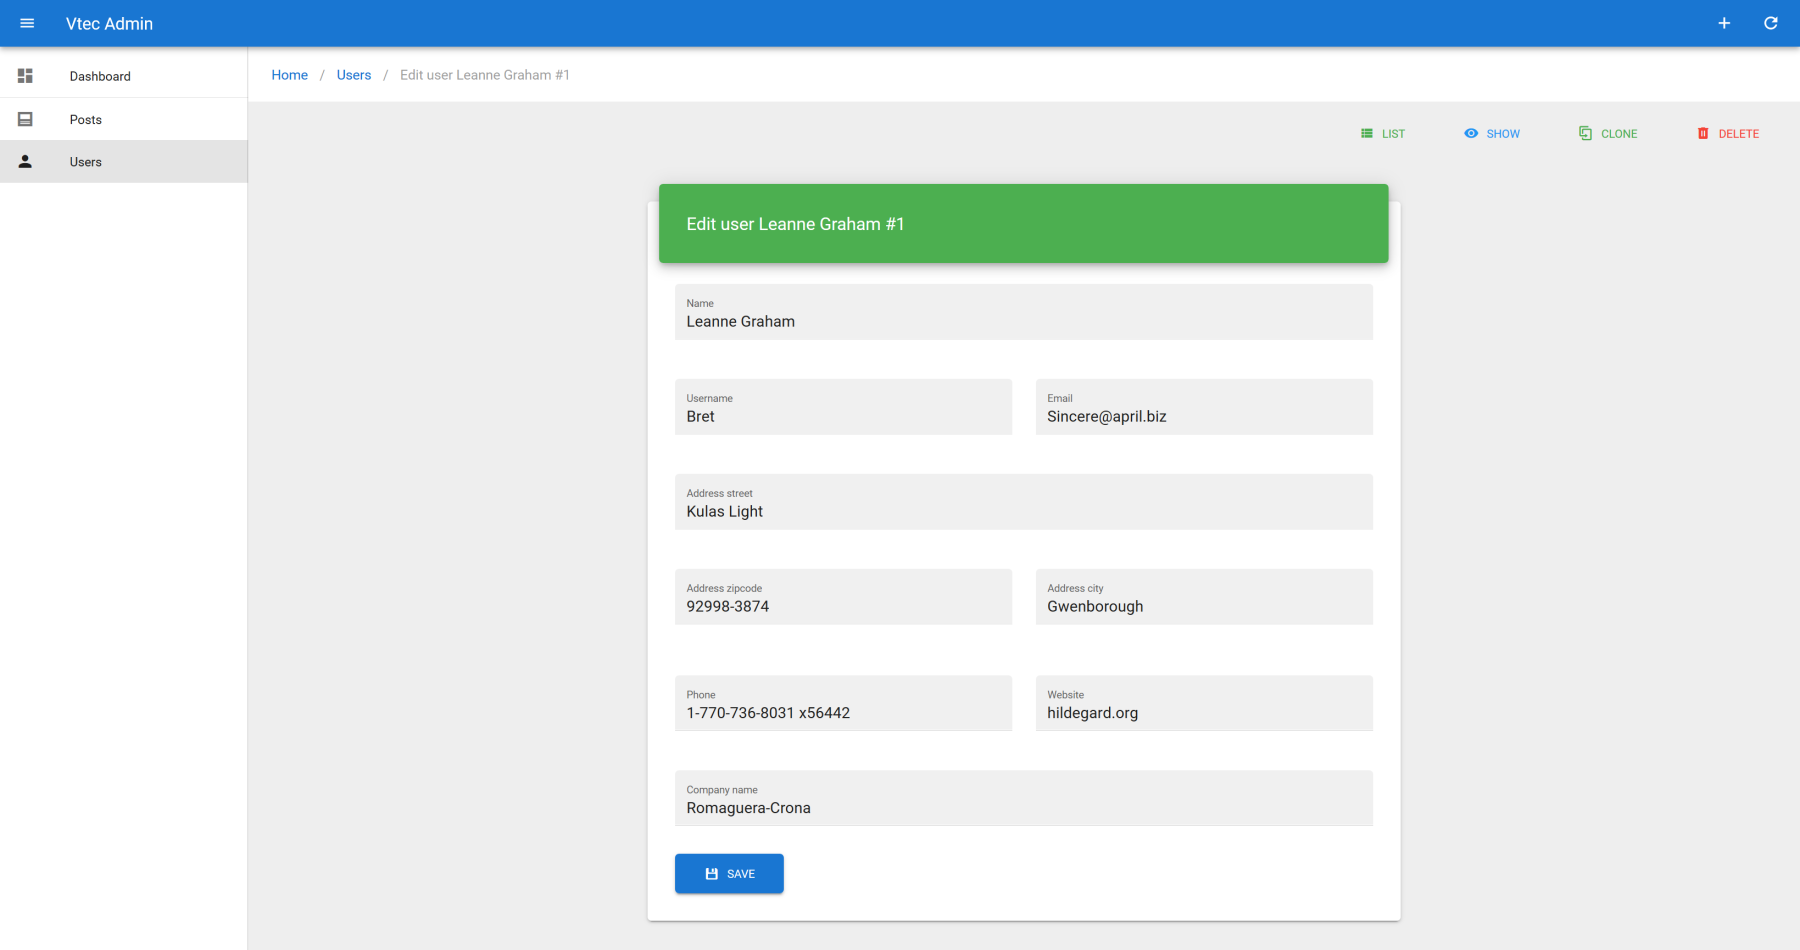 Vtec Admin
Dashboard
Posts
Users
Home / Users / Edit user Leanne Graham #1
LIST SHOW CLONE DELETE
Edit user Leanne Graham #1
Name
Leanne Graham
Username
Bret
Email
Sincere@april.biz
Address street
Kulas Light
Address zipcode
92998-3874
Address city
Gwenborough
Phone
1-770-736-8031 x56442
Website
hildegard.org
Company name
Romaguera-Crona
SAVE